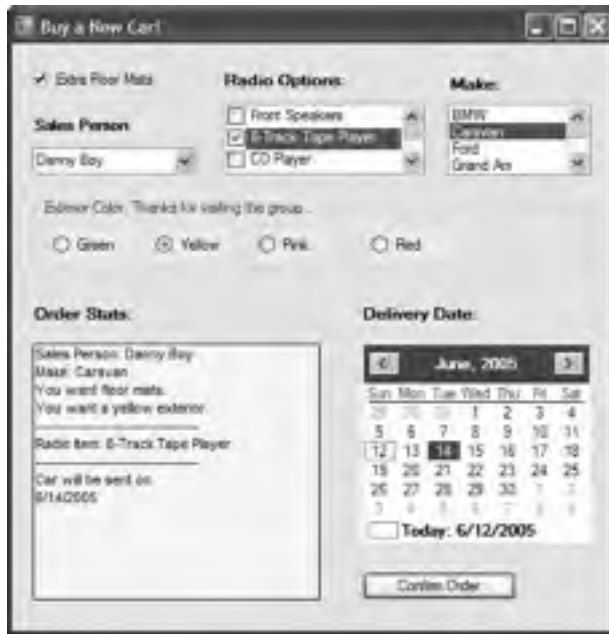 Buy a New Car!
Extra Floor Mats
Radio Options
Make:
Front Speakers
8-Track Tape Player
CD Player
BMW
Caravan
Ford
Grand Am
Sales Person
Danny Boy
Exterior Color. Thanks for visiting the group...
Green
Yellow
Pink
Red
Order Stats:
Sales Person: Danny Boy
Make: Caravan
You want floor mats.
You want a yellow exterior.
Radio Item: 8-Track Tape Player
Car will be sent on:
6/14/2005
Delivery Date:
June, 2005
Sun Mon Tue Wed Thu Fri Sat
29 30 31 1 2 3 4
5 6 7 8 9 10 11
12 13 14 15 16 17 18
19 20 21 22 23 24 25
26 27 28 29 30 1 2
3 4 5 6 7 8 9
Today: 6/12/2005
Confirm Order